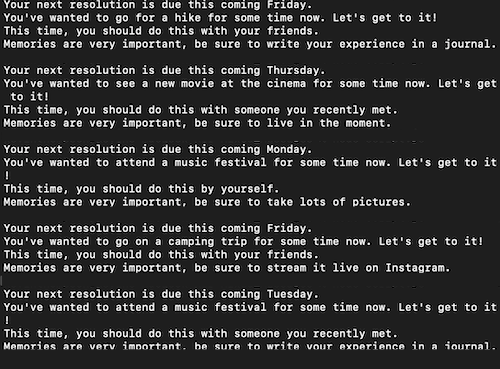 Your next resolution is due this coming Friday.
You've wanted to go for a hike for some time now. Let's get to it!
This time, you should do this with your friends.
Memories are very important, be sure to write your experience in a journal.
Your next resolution is due this coming Thursday.
You've wanted to see a new movie at the cinema for some time now. Let's get
to it!
This time, you should do this with someone you recently met.
Memories are very important, be sure to live in the moment.
Your next resolution is due this coming Monday.
You've wanted to attend a music festival for some time now. Let's get to it
!
This time, you should do this by yourself.
Memories are very important, be sure to take lots of pictures.
Your next resolution is due this coming Friday.
You've wanted to go on a camping trip for some time now. Let's get to it!
This time, you should do this with your friends.
Memories are very important, be sure to stream it live on Instagram.
Your next resolution is due this coming Tuesday.
You've wanted to attend a music festival for some time now. Let's get to it
!
This time, you should do this with someone you recently met.
Memories are very important, be sure to write your experience in a journal.